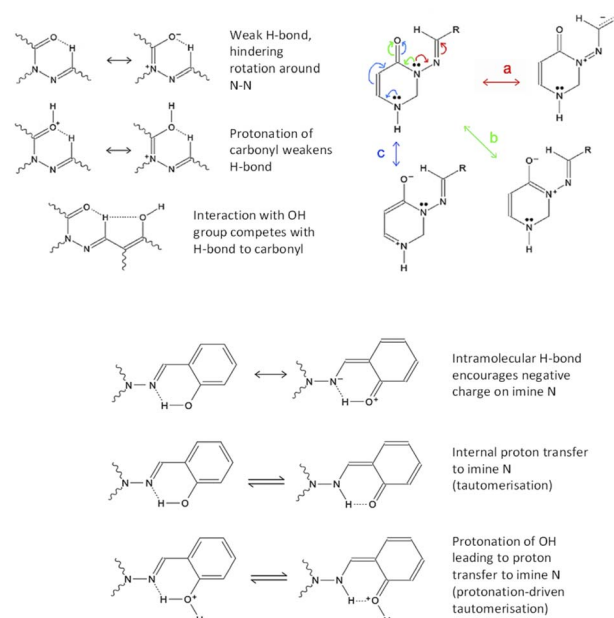 O H
N N
O⁻ H
N⁺ N
Weak H-bond,
hindering
rotation around
N-N
H
O⁺ H
N N
H
O H
N⁺ N
Protonation of
carbonyl weakens
H-bond
O H O H
N N
Interaction with OH
group competes with
H-bond to carbonyl
O H R
N N
N
H
a
O H
N⁺ N
N
H
b
c
O⁻ H R
N N
N⁺
H
O⁻ H R
N⁺ N
N
H
N N
H O
N N⁻
H O⁺
Intramolecular H-bond
encourages negative
charge on imine N
N N
H O
N N
H O
Internal proton transfer
to imine N
(tautomerisation)
N N
H O⁺
N N
H O⁺
Protonation of OH
leading to proton
transfer to imine N
(protonation-driven
tautomerisation)